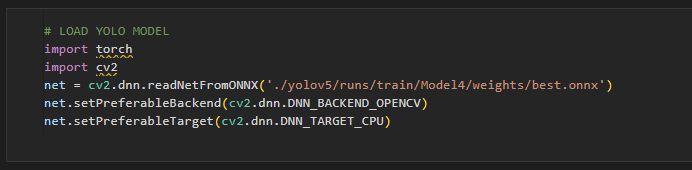 # LOAD YOLO MODEL
import torch
import cv2
net = cv2.dnn.readNetFromONNX('./yolov5/runs/train/Model4/weights/best.onnx')
net.setPreferableBackend(cv2.dnn.DNN_BACKEND_OPENCV)
net.setPreferableTarget(cv2.dnn.DNN_TARGET_CPU)